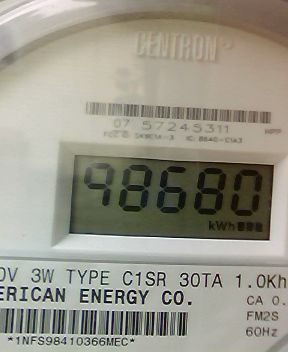 CENTRON
07 57245311 HPP
98680
kWh
0V 3W TYPE C1SR 30TA 1.0Kh
ERICAN ENERGY CO. CA 0.
FM2S
60Hz
*1NFS98410366MEC*